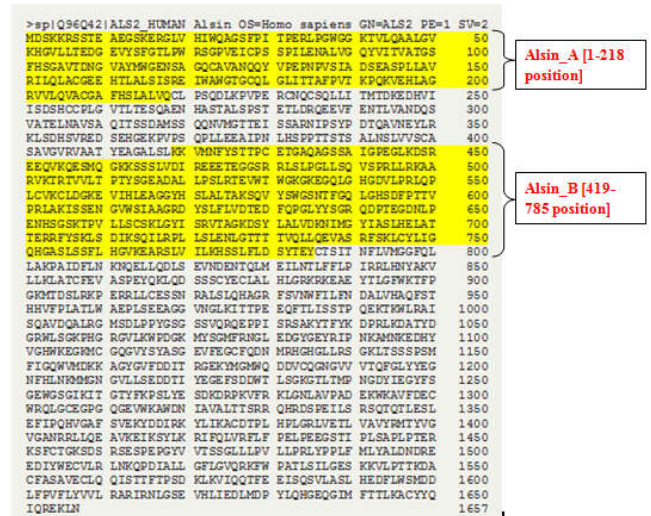 >sp|Q96Q42|ALS2_HUMAN Alsin OS=Homo sapiens GN=ALS2 PE=1 SV=2
MDSKKRSSTE AEGSKERGLV HIWQAGSFPI TPERLPGWGG KTVLQAALGV 50
KHGVLLTEDG EVYSFGTLPW RSGPVEICPS SPILENALVG QYVITVATGS 100
FHSGAVTDNG VAYMWGENSA GQCAVANQQY VPEPNPVSIA DSEASPLLAV 150
RILQLACGEE HTLALSISRE IWAWGTGCQL GLITTAFPVT KPQKVEHLAG 200
RVVLQVACGA FHSLALVQCL PSQDLKPVPE RCNQCSQLLI TMTDKEDHVI 250
ISDSHCCPLG VTLTESQAEN HASTALSPST ETLDRQEEVF ENTLVANDQS 300
VATELNAVSA QITSSDAMSS QQNVMGTTEI SSARNIPSYP DTQAVNEYLR 350
KLSDHSVRED SEHGEKPVPS QPLLEEAIPN LHSPPTTSTS ALNSLVVSCA 400
SAVGVRVAAT YEAGALSLKK VMNFYSTTPC ETGAQAGSSA IGPEGLKDSR 450
EEQVKQESMQ GKKSSSLVDI REEETEGGSR RLSLPGLLSQ VSPRLLRKAA 500
RVKTRTVVLT PTYSGEADAL LPSLRTEVWT WGKGKEGQLG HGDVLPRLQP 550
LCVKCLDGKE VIHLEAGGYH SLALTAKSQV YSWGSNTFGQ LGHSDFPTTV 600
PRLAKISSEN GVWSIAAGRD YSLFLVDTED FQPGLYYSGR QDPTEGDNLP 650
ENHSGSKTPV LLSCSKLGYI SRVTAGKDSY LALVDKNIMG YIASLHELAT 700
TERRFYSKLS DIKSQILRPL LSLENLGTTT TVQLLQEVAS RFSKLCYLIG 750
QHGASLSSFL HGVKEARSLV ILKHSSLFLD SYTEYCTSIT NFLVMGGFQL 800
LAKPAIDFLN KNQELLQDLS EVNDENTQLM EILNTLFFLP IRRLHNYAKV 850
LLKLATCFEV ASPEYQKLQD SSSCYECLAL HLGRKRKEAE YTLGFWKTFP 900
GKMTDSLRKP ERRLLCESSN RALSLQHAGR FSVNWFILFN DALVHAQFST 950
HHVFPLATLW AEPLSEEAGG VNGLKITTPE EQFTLISSTP QEKTKWLRAI 1000
SQAVDQALRG MSDLPPYGSG SSVQRQEPPI SRSAKYTFYK DPRLKDATYD 1050
GRWLSGKPHG RGVLKWPDGK MYSGMFRNGL EDGYGEYRIP NKAMNKEDHY 1100
VGHWKEGKMC GQGVYSYASG EVFEGCFQDN MRHGHGLLRS GKLTSSSPSM 1150
FIGQWVMDKK AGYGVFDDIT RGEKYMGMWQ DDVCQGNGVV VTQFGLYYEG 1200
NFHLNKMMGN GVLLSEDDTI YEGEFSDDWT LSGKGTLTMP NGDYIEGYFS 1250
GEWGSGIKIT GTYFKPSLYE SDKDRPKVFR KLGNLAVPAD EKWKAVFDEC 1300
WRQLGCEGPG QGEVWKAWDN IAVALTTSRR QHRDSPEILS RSQTQTLESL 1350
EFIPQHVGAF SVEKYDDIRK YLIKACDTPL HPLGRLVETL VAVYRMTYVG 1400
VGANRRLLQE AVKEIKSYLK RIFQLVRFLF PELPEEGSTI PLSAPLPTER 1450
KSFCTGKSDS RSESPEPGYV VTSSGLLLPV LLPRLYPPLF MLYALDNDRE 1500
EDIYWECVLR LNKQPDIALL GFLGVQRKFW PATLSILGES KKVLPTTKDA 1550
CFASAVECLQ QISTTFTPSD KLKVIQQTFE EISQSVLASL HEDFLWSMDD 1600
LFPVFLYVVL RARIRNLGSE VHLIEDLMDP YLQHGEQGIM FTTLKACYYQ 1650
IQREKLN 1657
Alsin_A [1-218
position]
Alsin_B [419-
785 position]